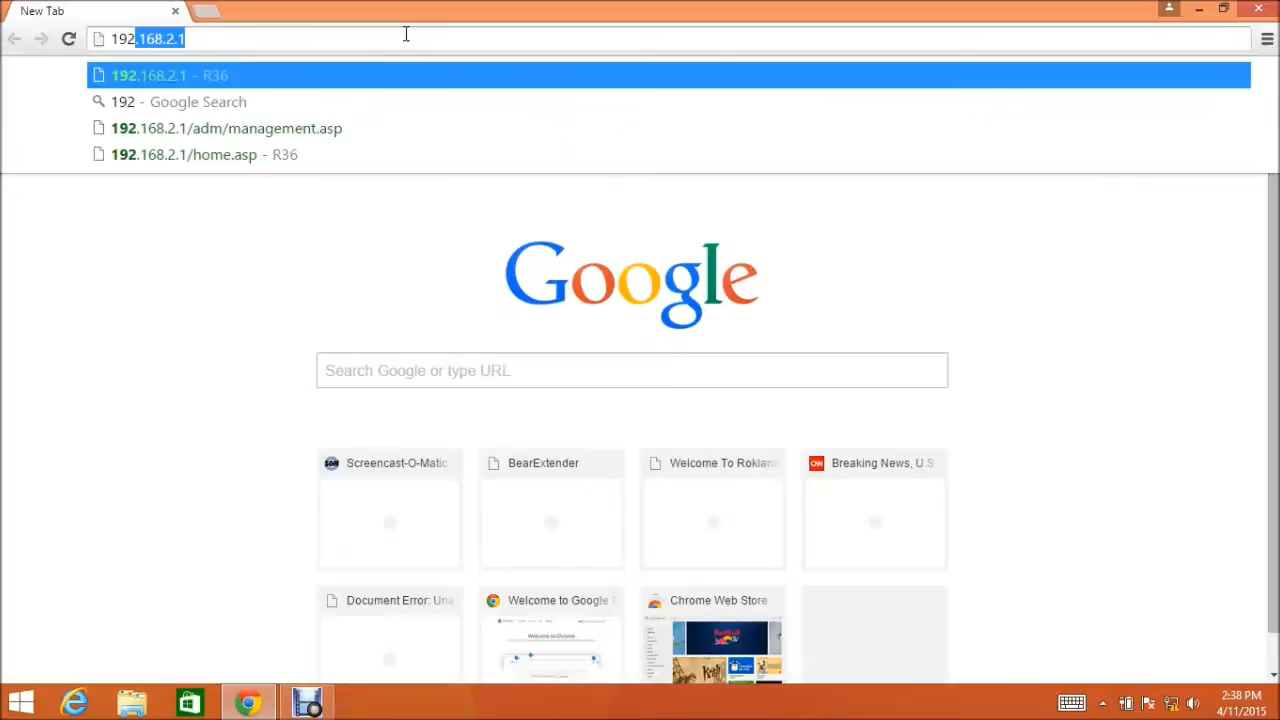 New Tab
192.168.2.1
192.168.2.1 - R36
192 - Google Search
192.168.2.1/adm/management.asp
192.168.2.1/home.asp - R36
Google
Search Google or type URL
Screencast-O-Matic
BearExtender
Welcome To Roklan
Breaking News, U.S
Document Error: Una
Welcome to Google
Chrome Web Store
Welcome to Chrome
2:38 PM
4/11/2015